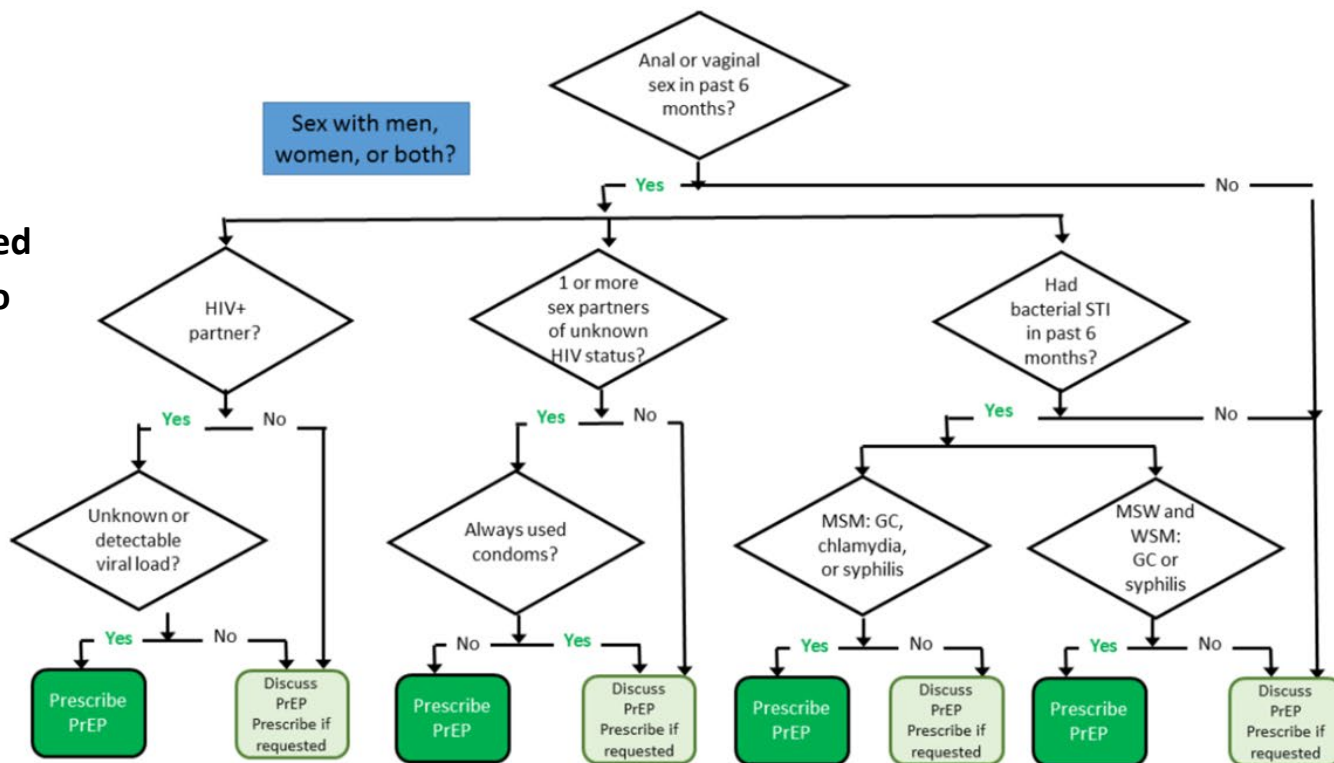 Anal or vaginal
sex in past 6
months?
Sex with men,
women, or both?
Yes
No
ed
o
HIV+
partner?
1 or more
sex partners
of unknown
HIV status?
Had
bacterial STI
in past 6
months?
Yes
No
Yes
No
Yes
No
Unknown or
detectable
viral load?
Always used
condoms?
MSM: GC,
chlamydia,
or syphilis
MSW and
WSM:
GC or
syphilis
Yes
No
No
Yes
Yes
No
Yes
No
Prescribe
PrEP
Discuss
PrEP
Prescribe if
requested
Prescribe
PrEP
Discuss
PrEP
Prescribe if
requested
Prescribe
PrEP
Discuss
PrEP
Prescribe if
requested
Prescribe
PrEP
Discuss
PrEP
Prescribe if
requested